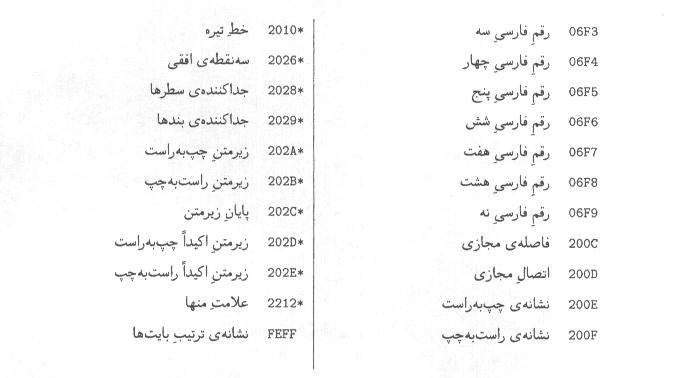 06F3 رقمِ فارسیِ سه
06F4 رقمِ فارسیِ چهار
06F5 رقمِ فارسیِ پنج
06F6 رقمِ فارسیِ شش
06F7 رقمِ فارسیِ هفت
06F8 رقمِ فارسیِ هشت
06F9 رقمِ فارسیِ نه
200C فاصله‌ی مجازی
200D اتصالِ مجازی
200E نشانه‌ی چپ‌به‌راست
200F نشانه‌ی راست‌به‌چپ
2010* خطِ تیره
2026* سه‌نقطه‌ی افقی
2028* جداکننده‌ی سطرها
2029* جداکننده‌ی بندها
202A* زیرمتنِ چپ‌به‌راست
202B* زیرمتنِ راست‌به‌چپ
202C* پایانِ زیرمتن
202D* زیرمتنِ اکیداً چپ‌به‌راست
202E* زیرمتنِ اکیداً راست‌به‌چپ
2212* علامتِ منها
FEFF نشانه‌ی ترتیبِ بایت‌ها